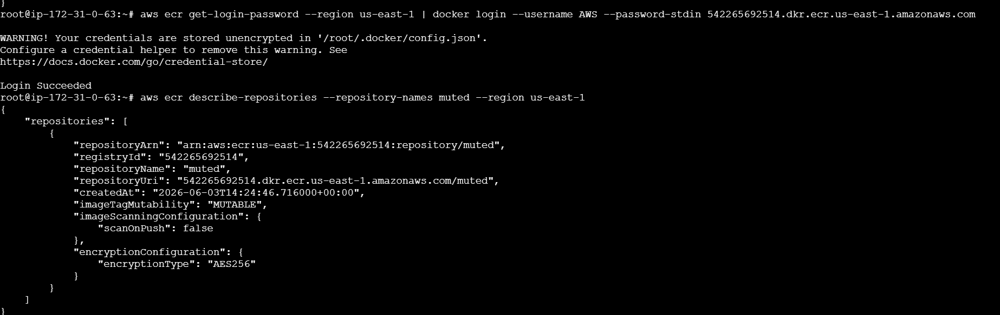 }
root@ip-172-31-0-63:~# aws ecr get-login-password --region us-east-1 | docker login --username AWS --password-stdin 542265692514.dkr.ecr.us-east-1.amazonaws.com

WARNING! Your credentials are stored unencrypted in '/root/.docker/config.json'.
Configure a credential helper to remove this warning. See
https://docs.docker.com/go/credential-store/

Login Succeeded
root@ip-172-31-0-63:~# aws ecr describe-repositories --repository-names muted --region us-east-1
{
    "repositories": [
        {
            "repositoryArn": "arn:aws:ecr:us-east-1:542265692514:repository/muted",
            "registryId": "542265692514",
            "repositoryName": "muted",
            "repositoryUri": "542265692514.dkr.ecr.us-east-1.amazonaws.com/muted",
            "createdAt": "2026-06-03T14:24:46.716000+00:00",
            "imageTagMutability": "MUTABLE",
            "imageScanningConfiguration": {
                "scanOnPush": false
            },
            "encryptionConfiguration": {
                "encryptionType": "AES256"
            }
        }
    ]
}